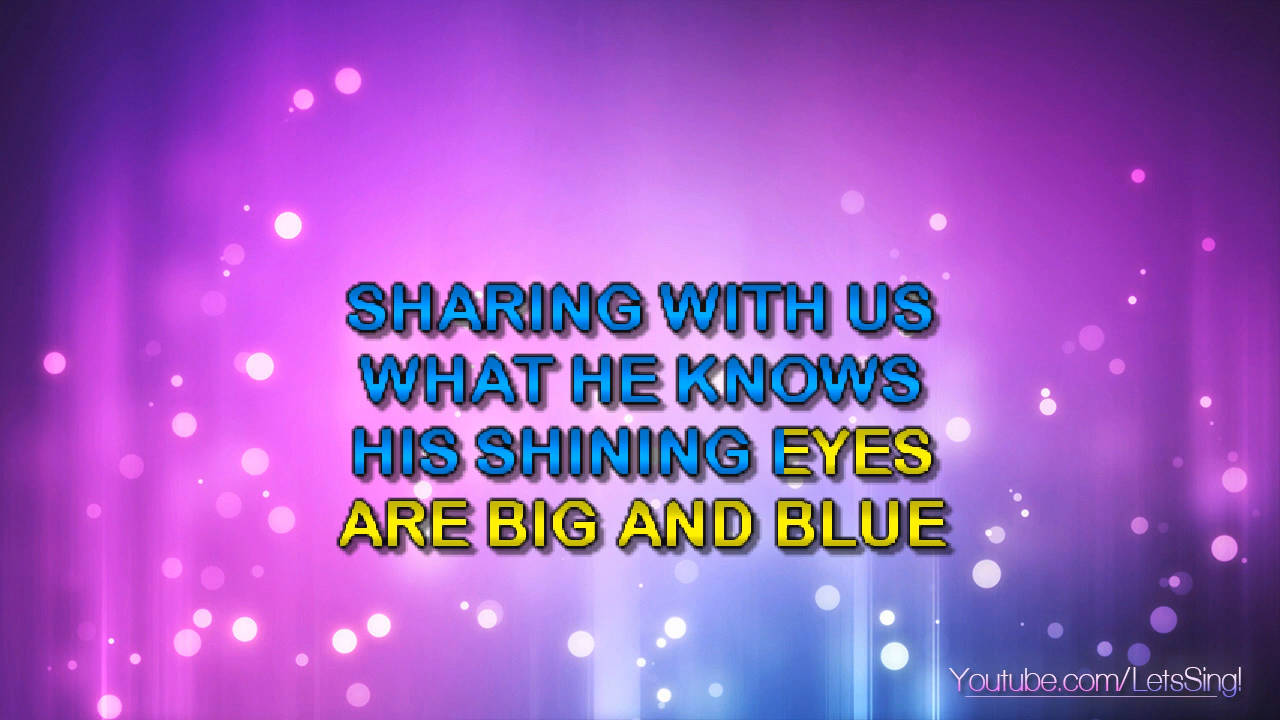 SHARING WITH US
WHAT HE KNOWS
HIS SHINING EYES
ARE BIG AND BLUE
Youtube.com/LetsSing!